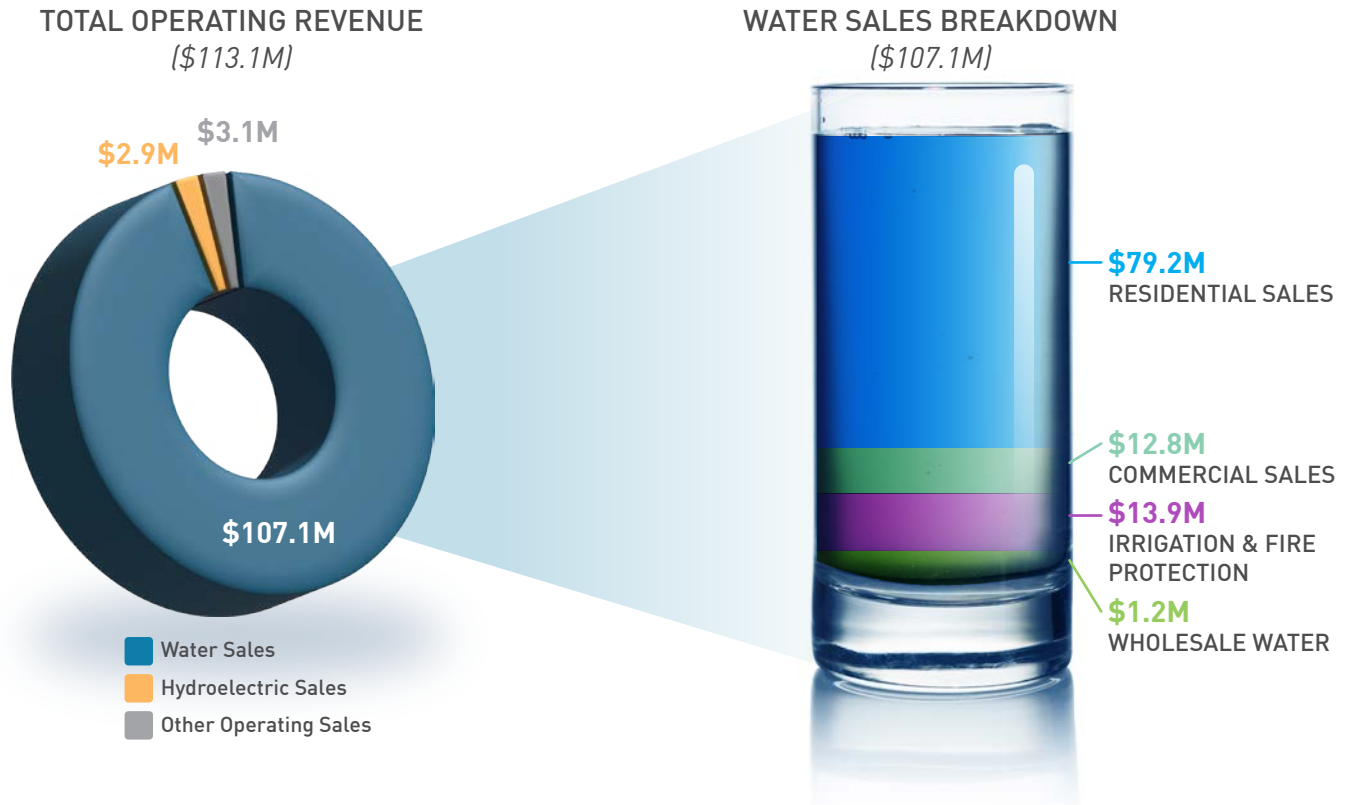 TOTAL OPERATING REVENUE
($113.1M)
$2.9M
$3.1M
$107.1M
Water Sales
Hydroelectric Sales
Other Operating Sales
WATER SALES BREAKDOWN
($107.1M)
$79.2M
RESIDENTIAL SALES
$12.8M
COMMERCIAL SALES
$13.9M
IRRIGATION & FIRE
PROTECTION
$1.2M
WHOLESALE WATER